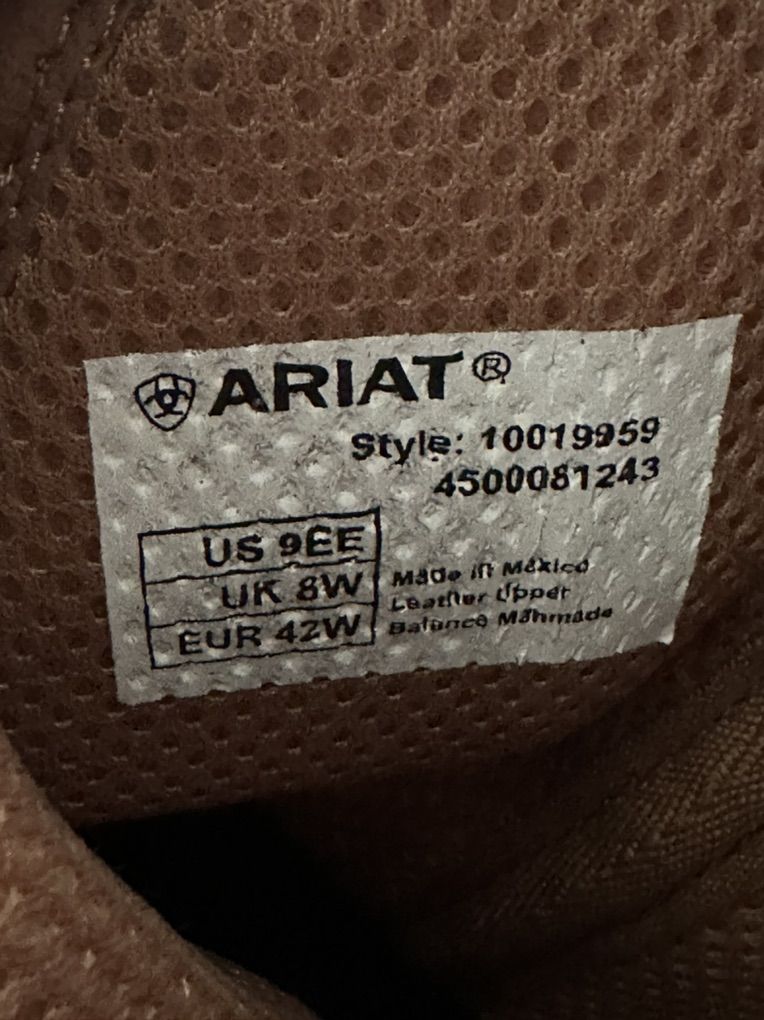 ARIAT®
Style: 10019959
4500081243
US 9EE
UK 8W
EUR 42W
Made in Mexico
Leather Upper
Balance Manmade